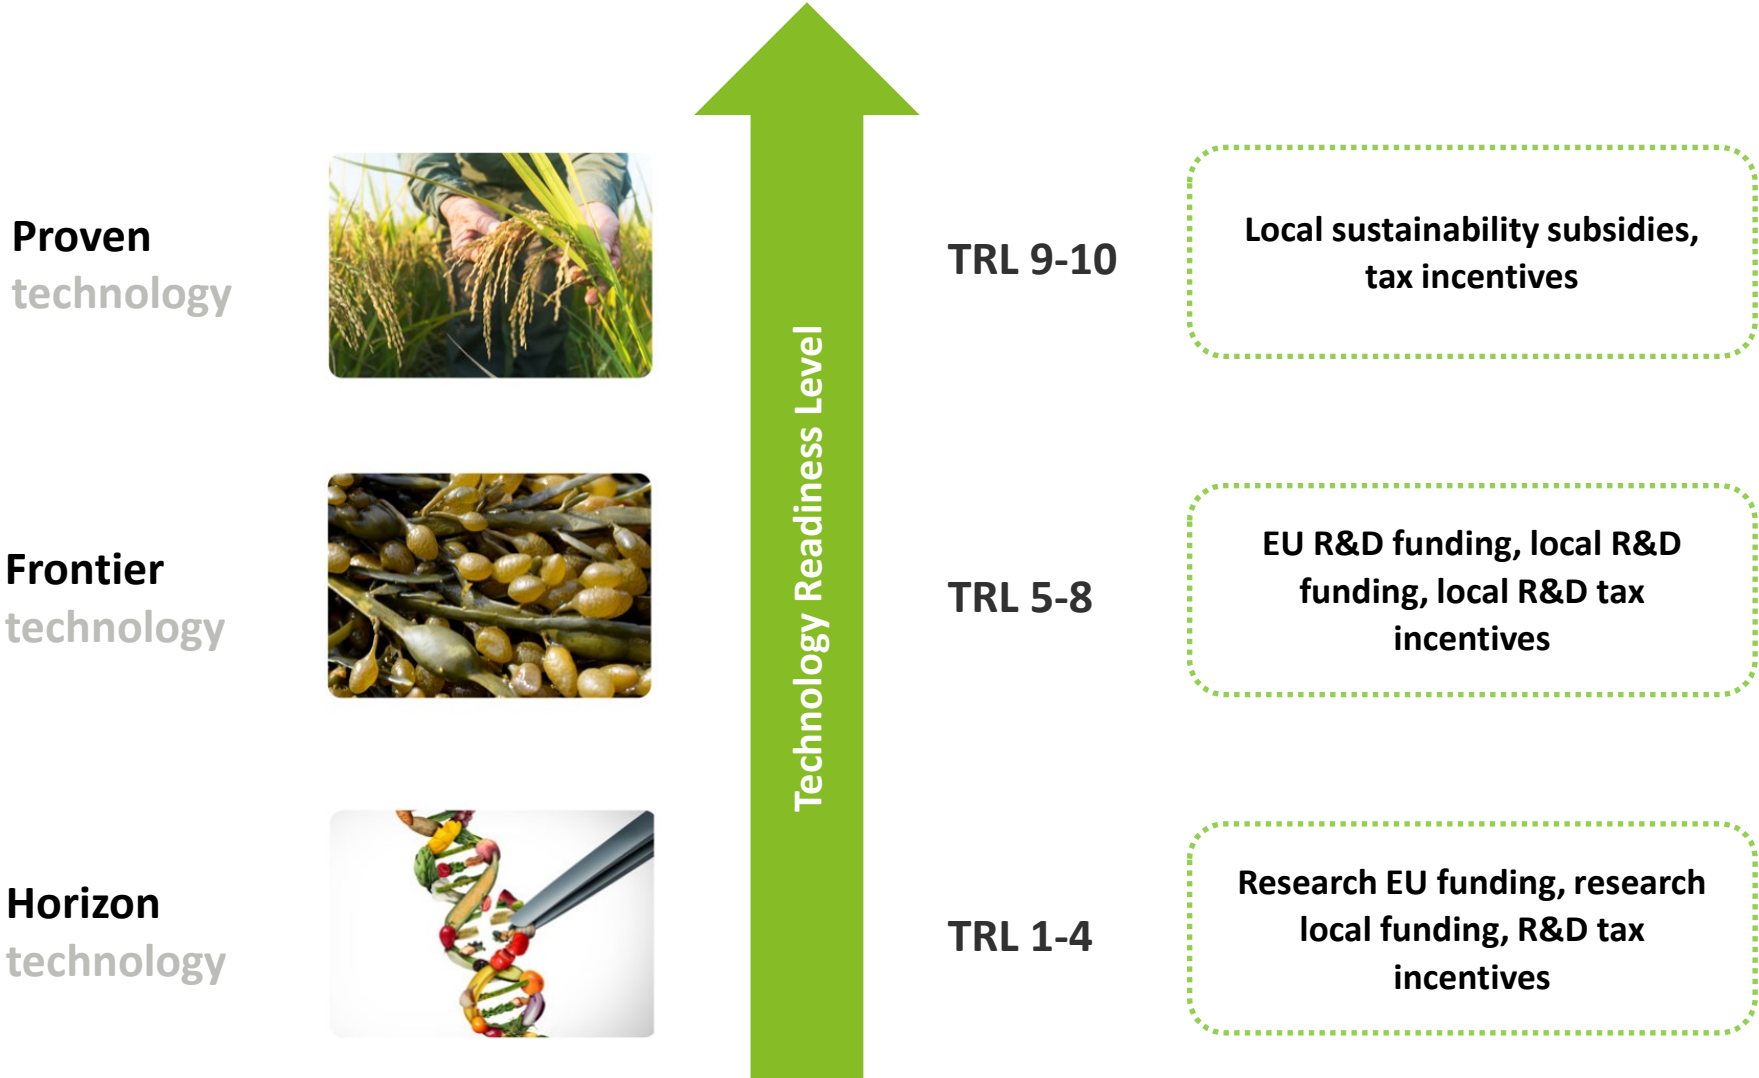 Proven
technology
TRL 9-10
Local sustainability subsidies,
tax incentives
Technology Readiness Level
Frontier
technology
TRL 5-8
EU R&D funding, local R&D
funding, local R&D tax
incentives
Horizon
technology
TRL 1-4
Research EU funding, research
local funding, R&D tax
incentives